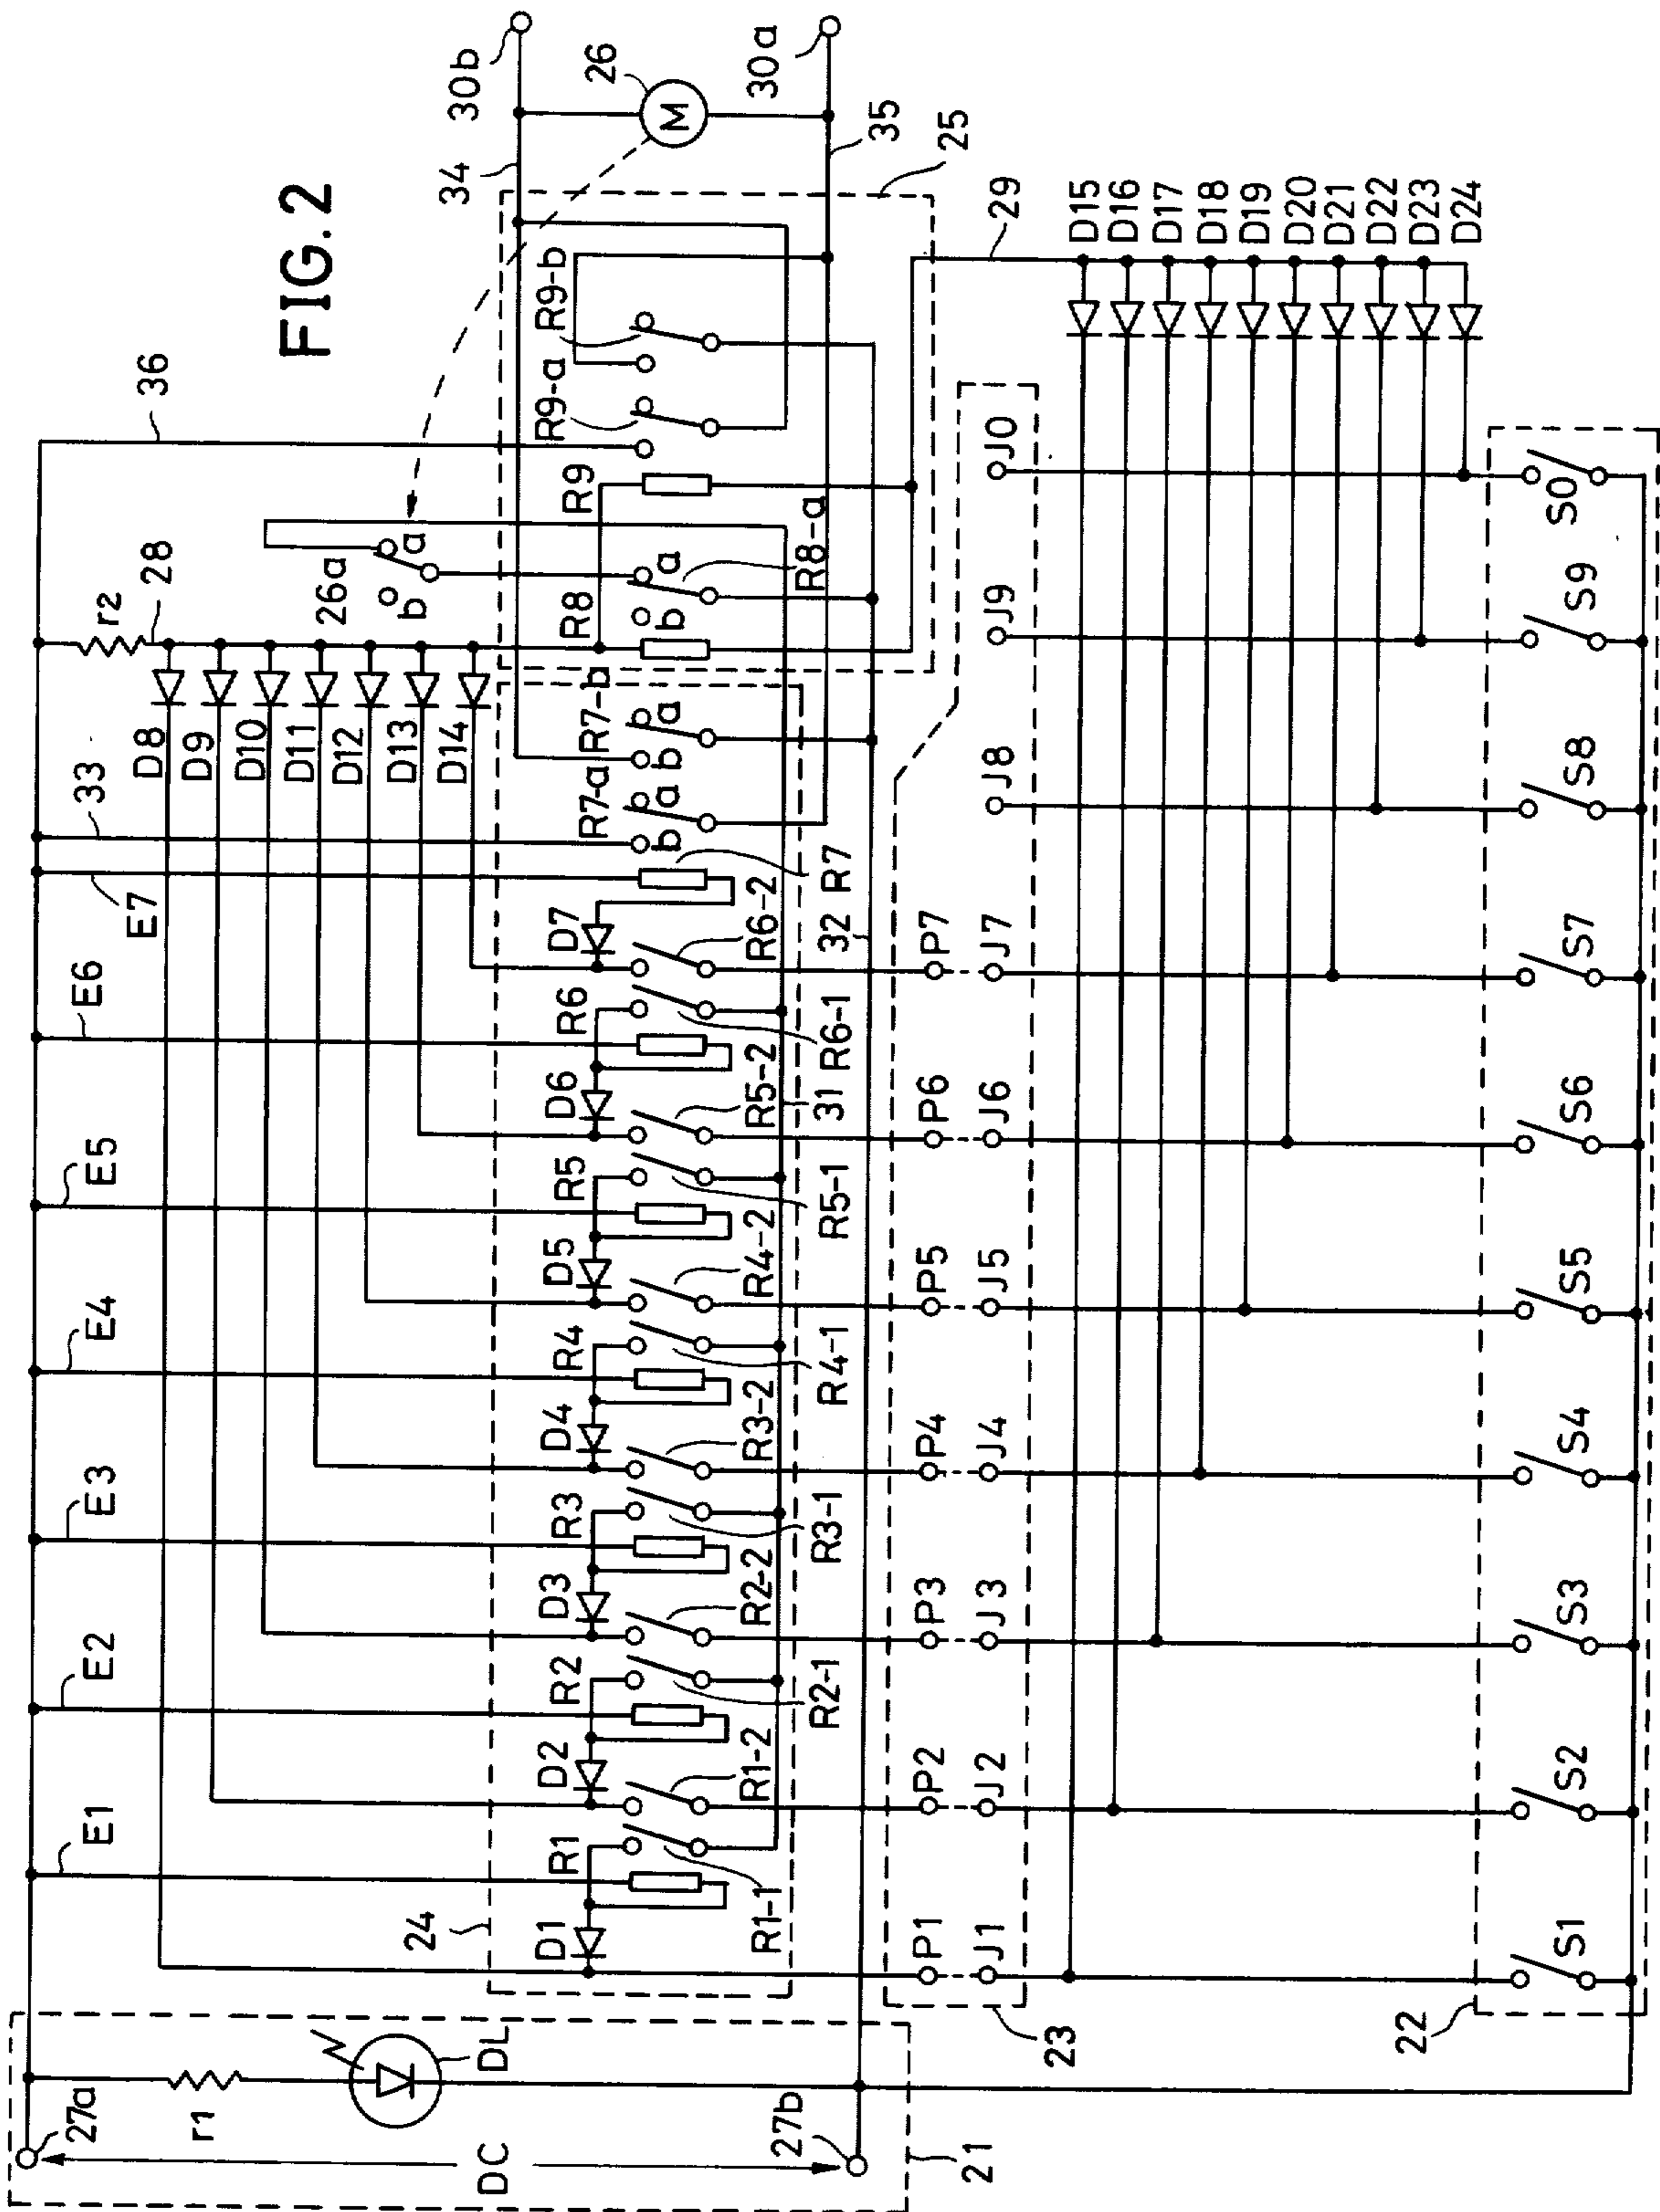 FIG. 2
30b
26
M
30a
34
35
25
36
29
R9-b
R9-a
R9
R8
R8-a
a
b
r2
28
26a
a
b
D15
D16
D17
D18
D19
D20
D21
D22
D23
D24
33
D8
D9
D10
D11
D12
D13
D14
R7-b
R7-a
a
b
a
b
E7
E6
E5
E4
E3
E2
E1
D7
R7
R6-2
32
R6
R6-1
D6
R5-2
31
R5
R5-1
D5
R4-2
R4
R4-1
D4
R3-2
R3
R3-1
D3
R2-2
R2
R2-1
D2
R1-2
R1
R1-1
D1
24
P1
P2
P3
P4
P5
P6
P7
J1
J2
J3
J4
J5
J6
J7
J8
J9
J0
23
S1
S2
S3
S4
S5
S6
S7
S8
S9
S0
22
27a
r1
DL
DC
27b
21